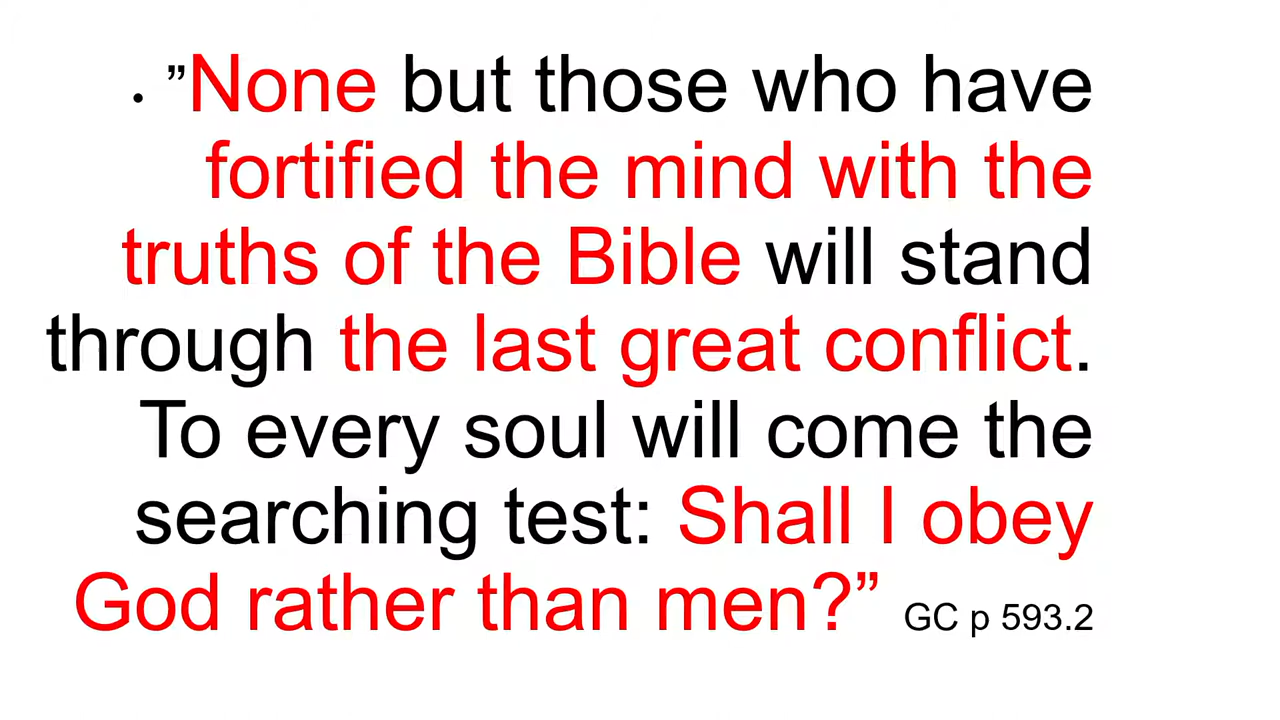 • ”None but those who have
fortified the mind with the
truths of the Bible will stand
through the last great conflict.
To every soul will come the
searching test: Shall I obey
God rather than men?” GC p 593.2